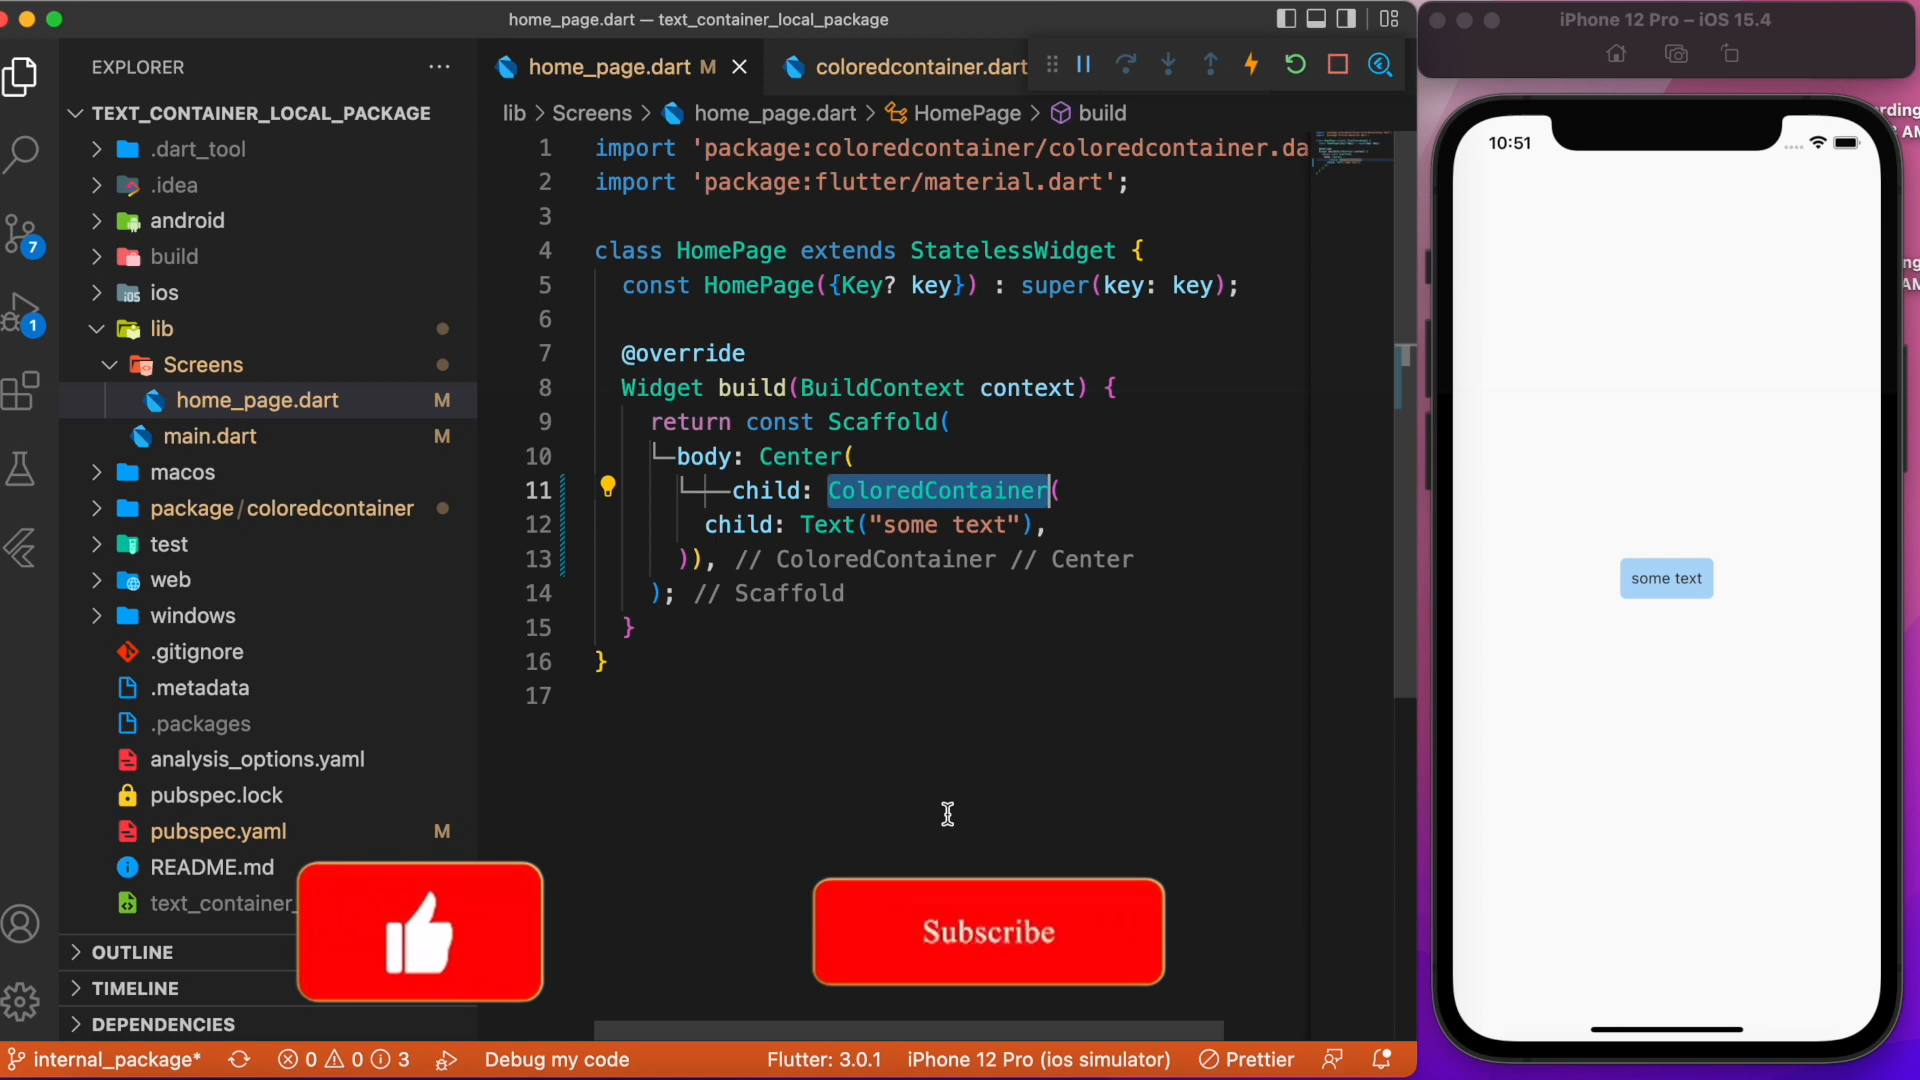 home_page.dart — text_container_local_package
iPhone 12 Pro – iOS 15.4
EXPLORER
home_page.dart M
coloredcontainer.dart
TEXT_CONTAINER_LOCAL_PACKAGE
lib > Screens > home_page.dart > HomePage > build
.dart_tool
.idea
android
build
ios
lib
Screens
home_page.dart M
main.dart M
macos
package/coloredcontainer
test
web
windows
.gitignore
.metadata
.packages
analysis_options.yaml
pubspec.lock
pubspec.yaml M
README.md
text_container_
OUTLINE
TIMELINE
DEPENDENCIES
7
1
1 import 'package:coloredcontainer/coloredcontainer.da
2 import 'package:flutter/material.dart';
3
4 class HomePage extends StatelessWidget {
5 const HomePage({Key? key}) : super(key: key);
6
7 @override
8 Widget build(BuildContext context) {
9 return const Scaffold(
10 body: Center(
11 child: ColoredContainer(
12 child: Text("some text"),
13 )), // ColoredContainer // Center
14 ); // Scaffold
15 }
16 }
17
10:51
some text
Subscribe
internal_package* 0 0 3 Debug my code Flutter: 3.0.1 iPhone 12 Pro (ios simulator) Prettier